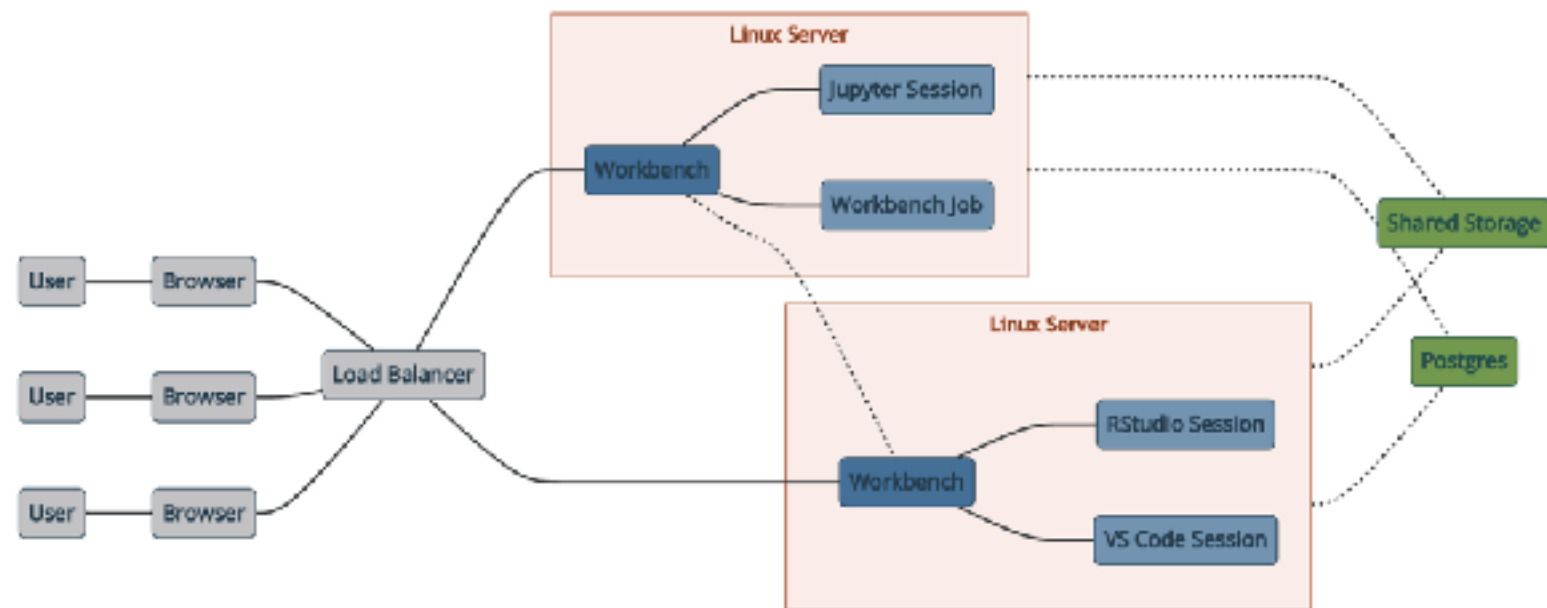 Linux Server
Jupyter Session
Workbench
Workbench Job
Shared Storage
User
Browser
Linux Server
Load Balancer
Postgres
User
Browser
RStudio Session
Workbench
User
Browser
VS Code Session